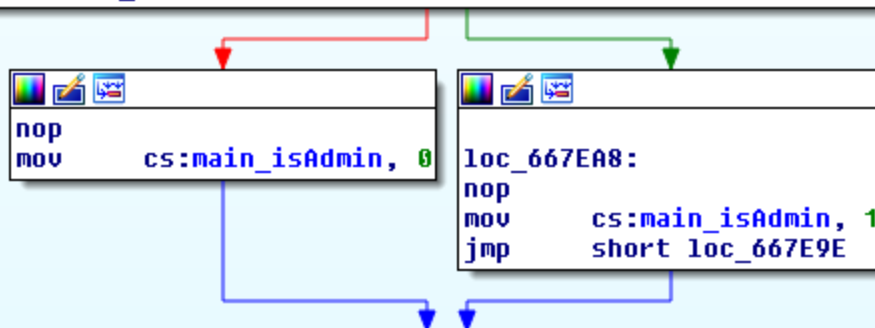 nop
mov cs:main_isAdmin, 0
loc_667EA8:
nop
mov cs:main_isAdmin, 1
jmp short loc_667E9E